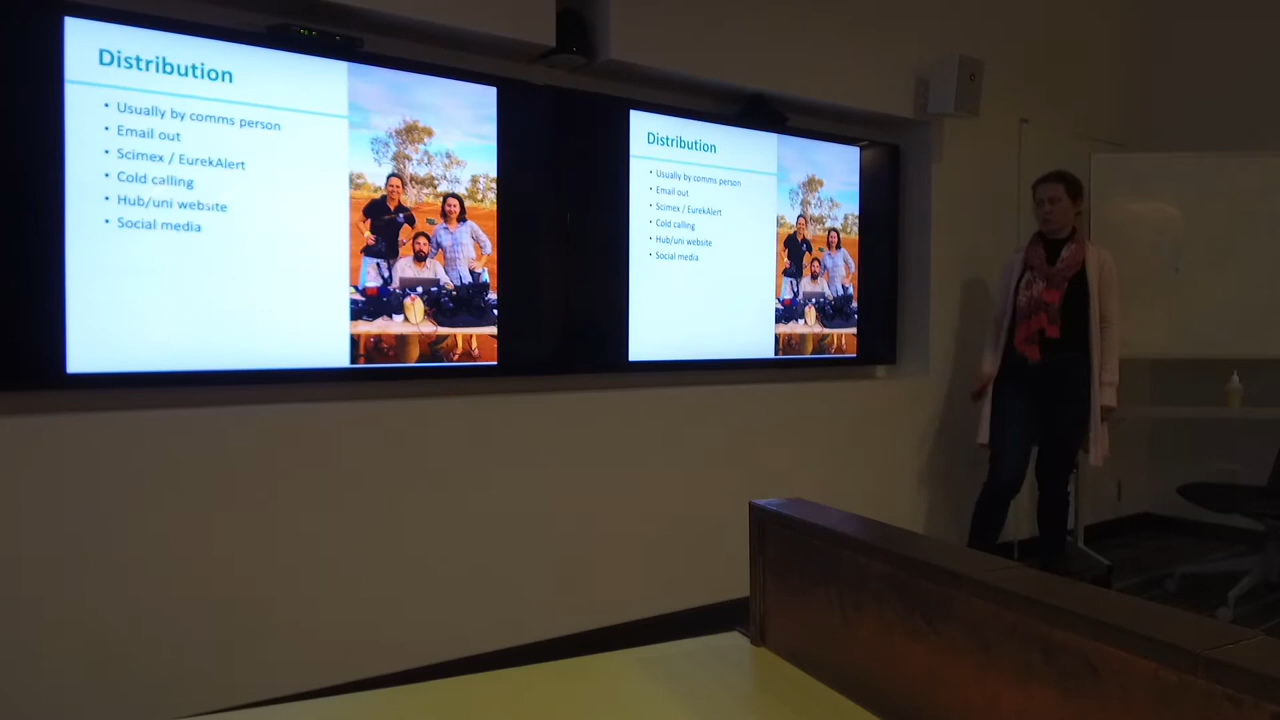 Distribution
• Usually by comms person
• Email out
• Scimex / EurekAlert
• Cold calling
• Hub/uni website
• Social media
Distribution
• Usually by comms person
• Email out
• Scimex / EurekAlert
• Cold calling
• Hub/uni website
• Social media